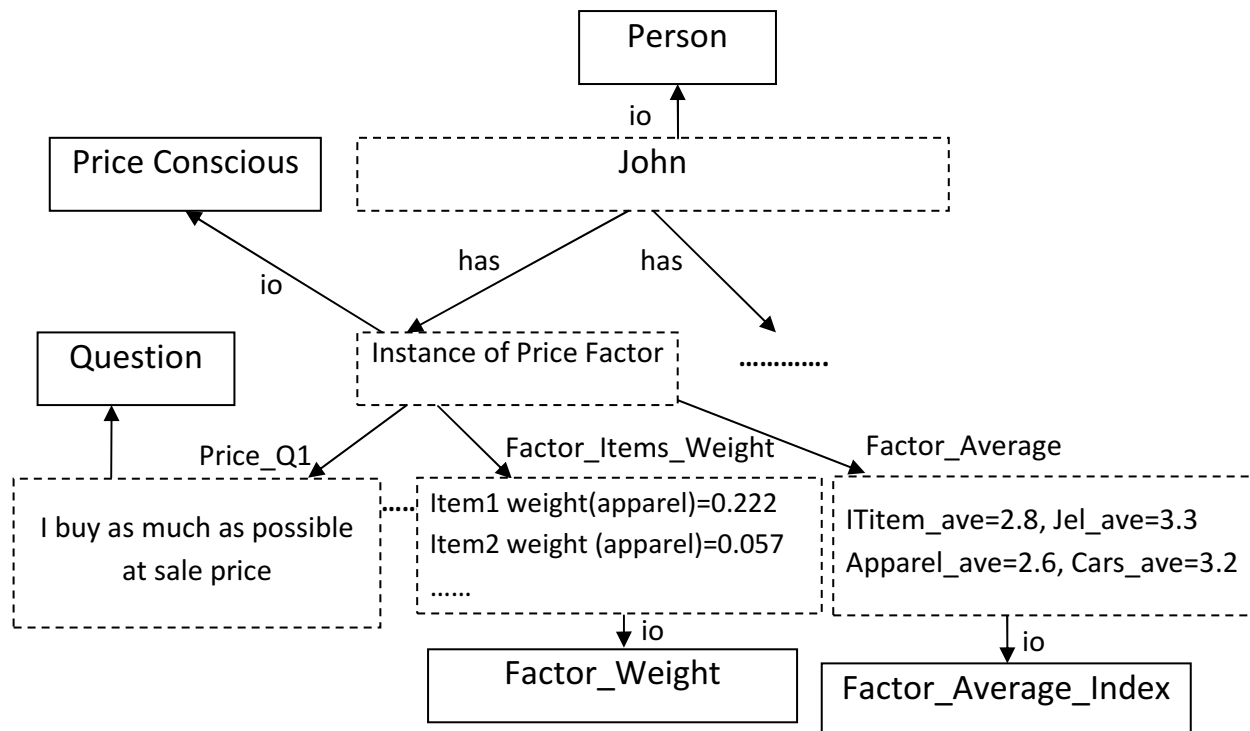 Person
io
Price Conscious
John
has
has
io
Question
Instance of Price Factor
………….
Price_Q1
Factor_Items_Weight
Factor_Average
I buy as much as possible
at sale price
.....
Item1 weight(apparel)=0.222
Item2 weight (apparel)=0.057
......
ITitem_ave=2.8, Jel_ave=3.3
Apparel_ave=2.6, Cars_ave=3.2
io
io
Factor_Weight
Factor_Average_Index